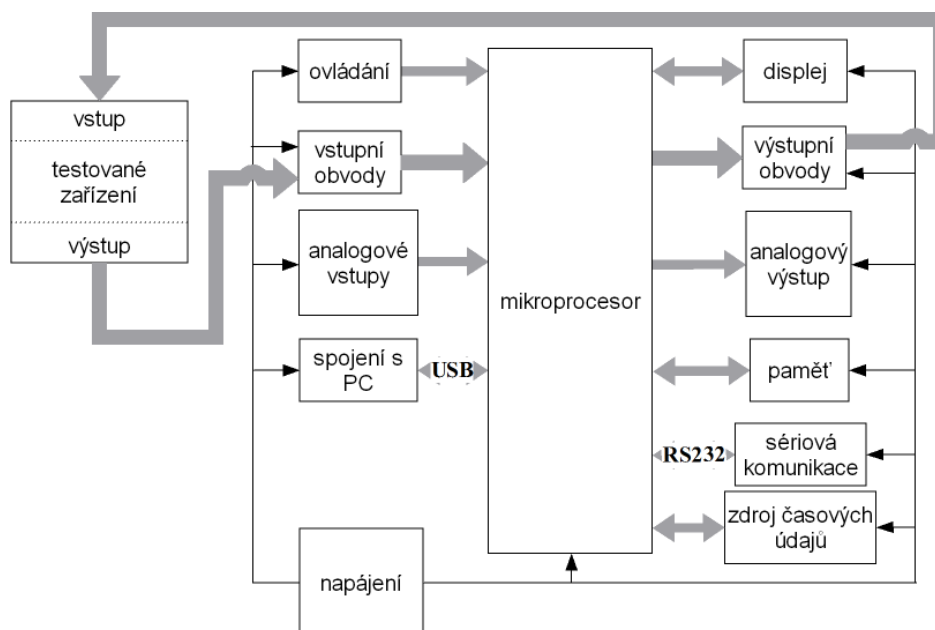 vstup
testované
zařízení
výstup
ovládání
vstupní
obvody
analogové
vstupy
spojení s
PC
USB
napájení
mikroprocesor
displej
výstupní
obvody
analogový
výstup
paměť
RS232
sériová
komunikace
zdroj časových
údajů